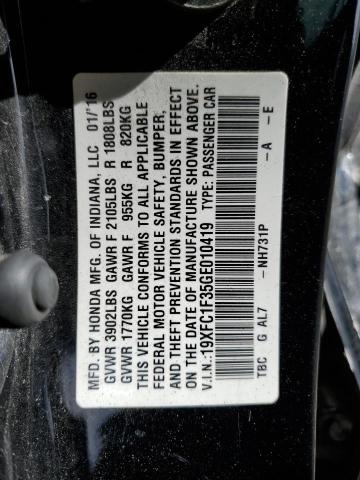 MFD. BY HONDA MFG. OF INDIANA, LLC 01/'16
GVWR 3902LBS GAWR F 2105LBS R 1808LBS
GVWR 1770KG GAWR F 955KG R 820KG
THIS VEHICLE CONFORMS TO ALL APPLICABLE
FEDERAL MOTOR VEHICLE SAFETY, BUMPER,
AND THEFT PREVENTION STANDARDS IN EFFECT
ON THE DATE OF MANUFACTURE SHOWN ABOVE.
V.I.N.:19XFC1F35GE010419 TYPE: PASSENGER CAR
TBC G AL7 -NH731P -A -E